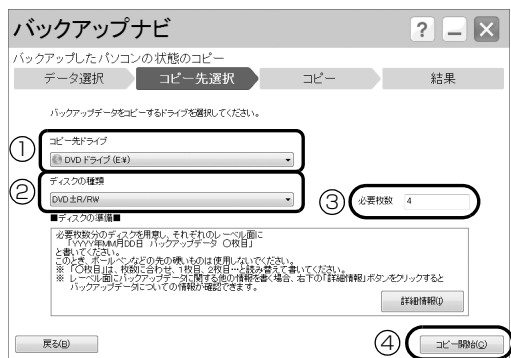 バックアップナビ
? － ×
バックアップしたパソコンの状態のコピー
データ選択 コピー先選択 コピー 結果
バックアップデータをコピーするドライブを選択してください。
① コピー先ドライブ
DVD ドライブ (E:¥)
② ディスクの種類
DVD±R/RW
③ 必要枚数 4
■ディスクの準備■
必要枚数分のディスクを用意し、それぞれのレーベル面に
「YYYY年MM月DD日 バックアップデータ ○枚目」
と書いてください。
このとき、ボールペンなどの先の硬いものは使用しないでください。
※ 「○枚目」は、枚数に合わせ、1枚目、2枚目…と読み替えて書いてください。
※ レーベル面にバックアップデータに関する他の情報を書く場合、右下の「詳細情報」ボタンをクリックすると
バックアップデータについての情報が確認できます。
詳細情報(I)
戻る(B)
④ コピー開始(C)